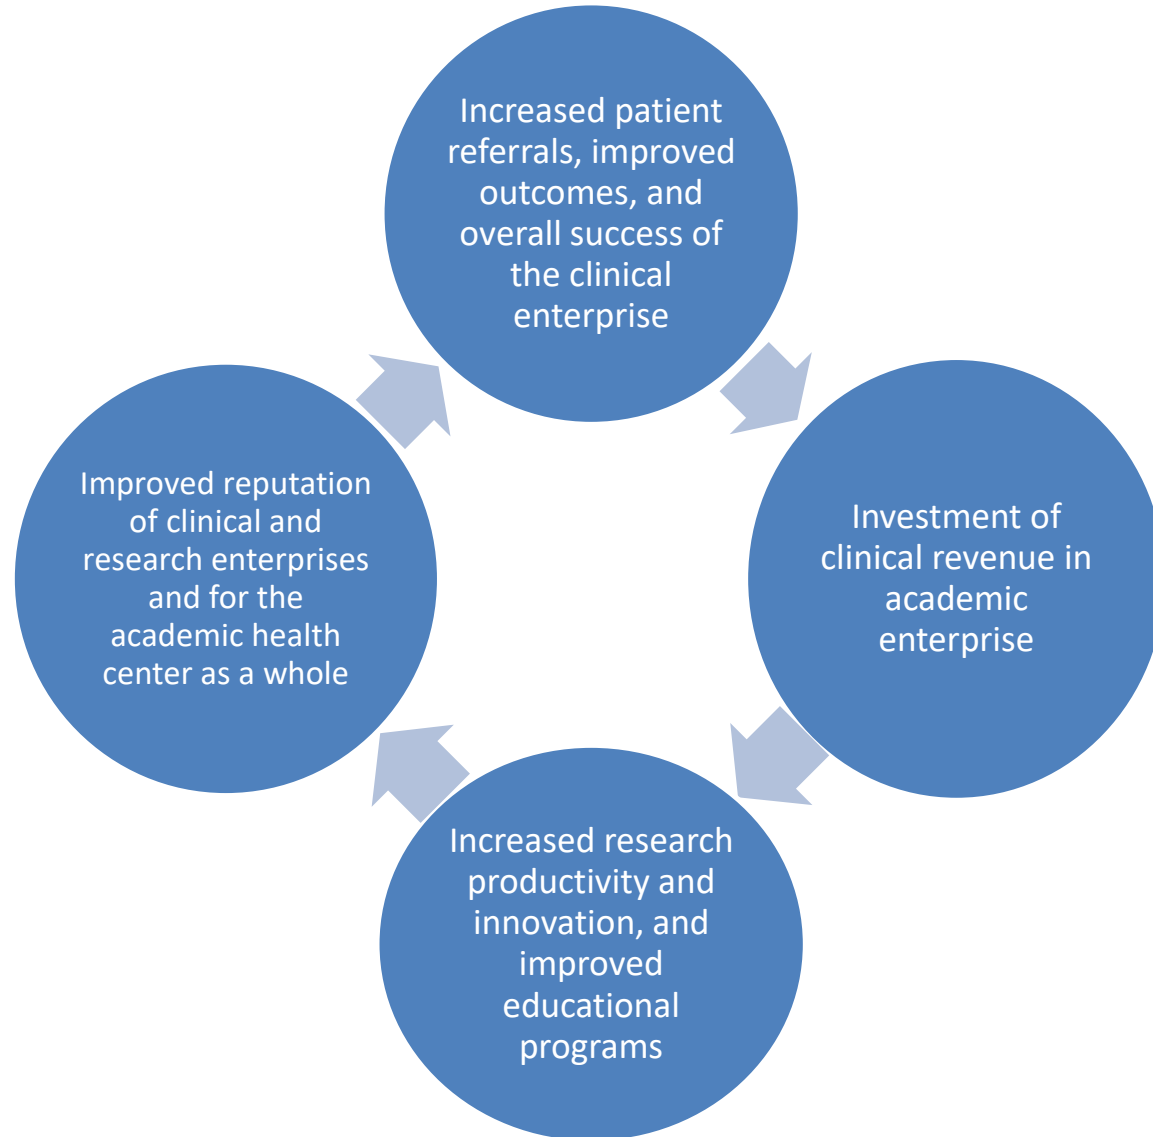 Increased patient
referrals, improved
outcomes, and
overall success of
the clinical
enterprise
Investment of
clinical revenue in
academic
enterprise
Increased research
productivity and
innovation, and
improved
educational
programs
Improved reputation
of clinical and
research enterprises
and for the
academic health
center as a whole